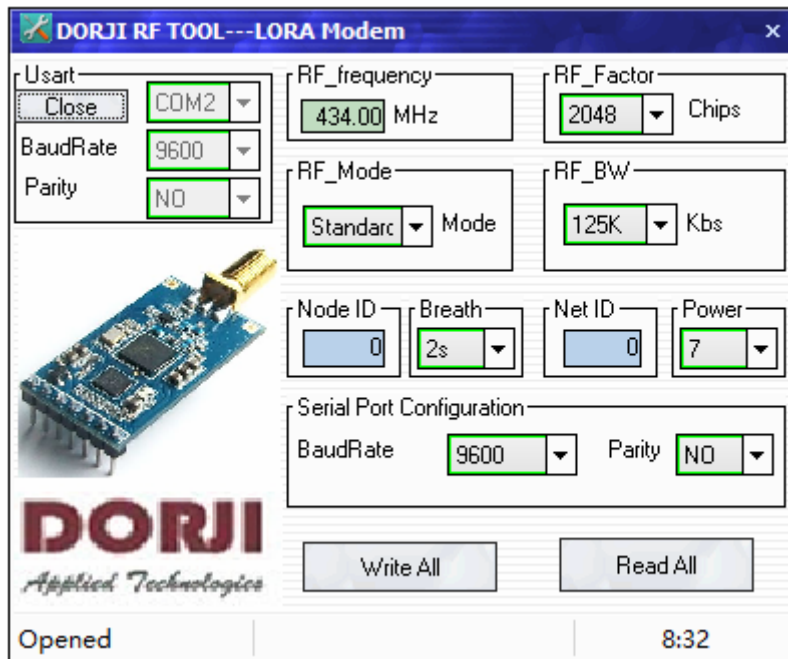 DORJI RF TOOL---LORA Modem
Usart
Close COM2
BaudRate 9600
Parity NO
RF_frequency
434.00 MHz
RF_Factor
2048 Chips
RF_Mode
Standard Mode
RF_BW
125K Kbs
Node ID
0
Breath
2s
Net ID
0
Power
7
Serial Port Configuration
BaudRate 9600 Parity NO
DORJI
Applied Technologies
Write All Read All
Opened 8:32